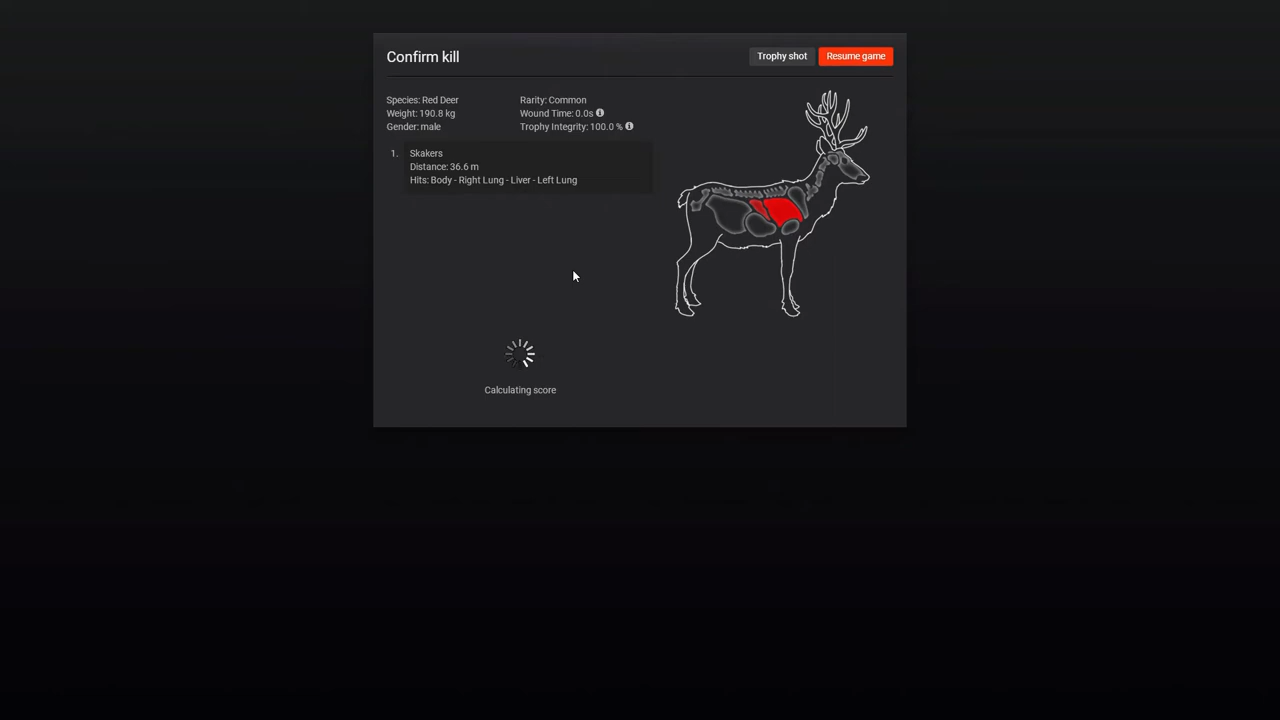 Confirm kill
Trophy shot
Resume game
Species: Red Deer
Rarity: Common
Weight: 190.8 kg
Wound Time: 0.0s
Gender: male
Trophy Integrity: 100.0 %
1. Skakers
Distance: 36.6 m
Hits: Body - Right Lung - Liver - Left Lung
Calculating score